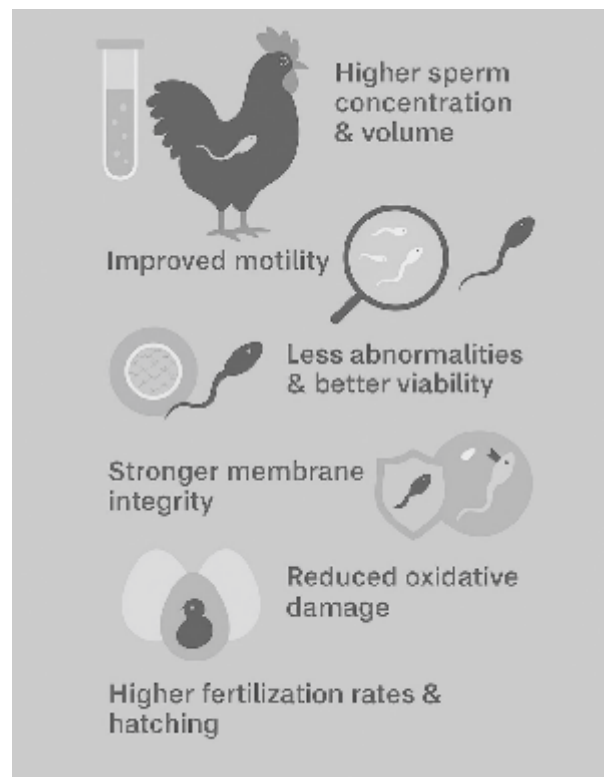 Higher sperm
concentration
& volume
Improved motility
Less abnormalities
& better viability
Stronger membrane
integrity
Reduced oxidative
damage
Higher fertilization rates &
hatching